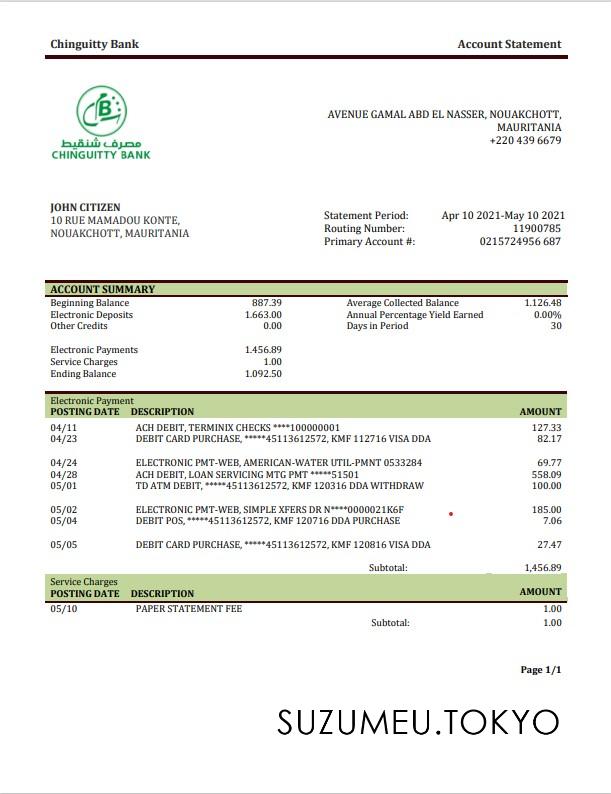 Chinguitty Bank Account Statement
مصرف شنقيط
CHINGUITTY BANK
AVENUE GAMAL ABD EL NASSER, NOUAKCHOTT,
MAURITANIA
+220 439 6679
JOHN CITIZEN
10 RUE MAMADOU KONTE,
NOUAKCHOTT, MAURITANIA
Statement Period: Apr 10 2021-May 10 2021
Routing Number: 11900785
Primary Account #: 0215724956 687
ACCOUNT SUMMARY
Beginning Balance 887.39 Average Collected Balance 1.126.48
Electronic Deposits 1.663.00 Annual Percentage Yield Earned 0.00%
Other Credits 0.00 Days in Period 30
Electronic Payments 1.456.89
Service Charges 1.00
Ending Balance 1.092.50
Electronic Payment
POSTING DATE DESCRIPTION AMOUNT
04/11 ACH DEBIT, TERMINIX CHECKS ****100000001 127.33
04/23 DEBIT CARD PURCHASE, *****45113612572, KMF 112716 VISA DDA 82.17
04/24 ELECTRONIC PMT-WEB, AMERICAN-WATER UTIL-PMNT 0533284 69.77
04/28 ACH DEBIT, LOAN SERVICING MTG PMT *****51501 558.09
05/01 TD ATM DEBIT, *****45113612572, KMF 120316 DDA WITHDRAW 100.00
05/02 ELECTRONIC PMT-WEB, SIMPLE XFERS DR N****0000021K6F 185.00
05/04 DEBIT POS, *****45113612572, KMF 120716 DDA PURCHASE 7.06
05/05 DEBIT CARD PURCHASE, *****45113612572, KMF 120816 VISA DDA 27.47
Subtotal: 1,456.89
Service Charges
POSTING DATE DESCRIPTION AMOUNT
05/10 PAPER STATEMENT FEE 1.00
Subtotal: 1.00
Page 1/1
SUZUMEU.TOKYO